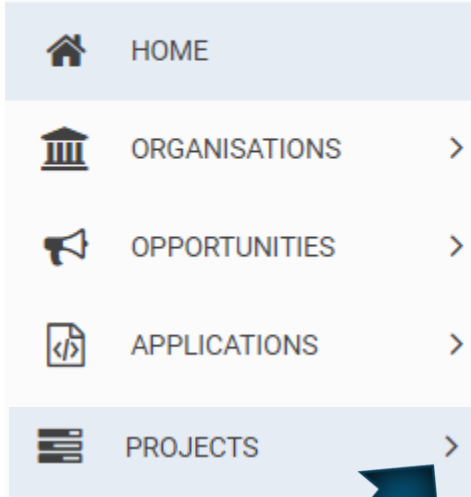 HOME
ORGANISATIONS
OPPORTUNITIES
APPLICATIONS
PROJECTS